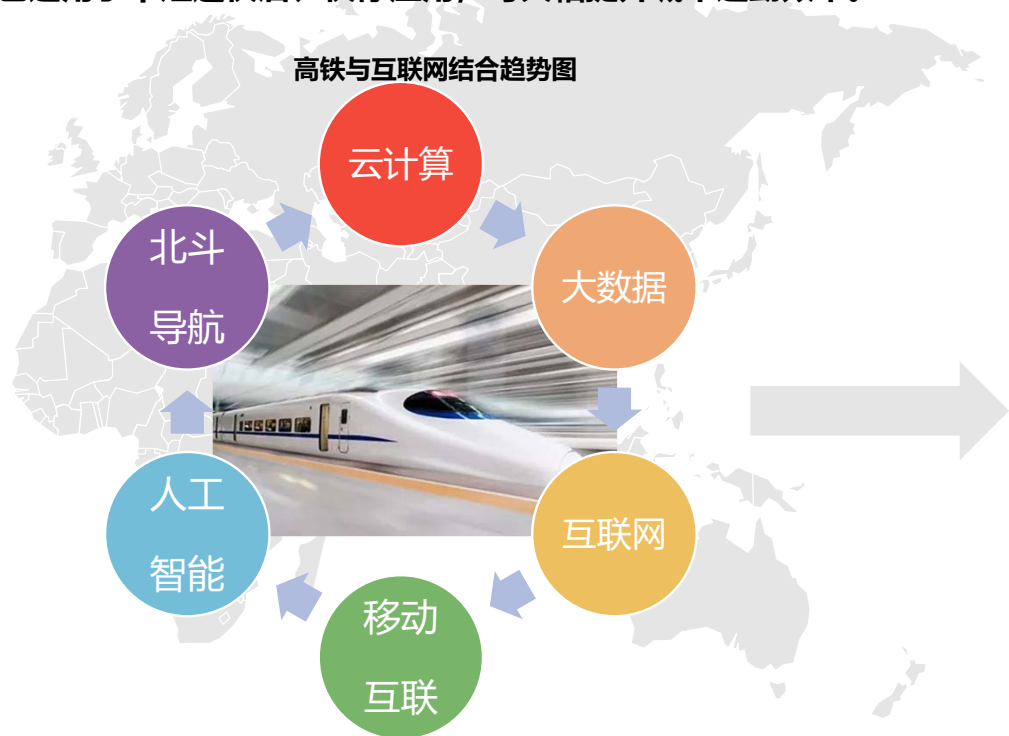 高铁与互联网结合趋势图
云计算
大数据
互联网
移动
互联
人工
智能
北斗
导航